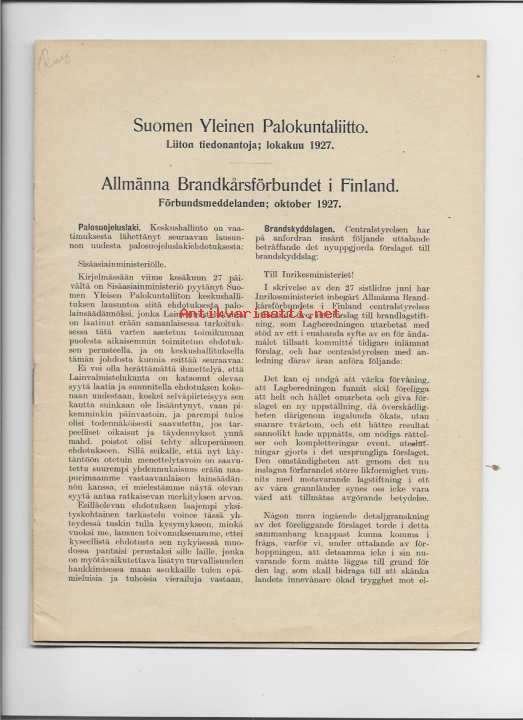 Suomen Yleinen Palokuntaliitto.
Liiton tiedonantoja; lokakuu 1927.
Allmänna Brandkårsförbundet i Finland.
Förbundsmeddelanden; oktober 1927.
Palosuojeluslaki. Keskushallinto on vaa-
timuksesta lähettänyt seuraavan lausun-
non uudesta palosuojeluslakiehdotuksesta:
Sisäasiainministeriölle.
Kirjelmässään viime kesäkuun 27 päi-
vältä on Sisäasiainministeriö pyytänyt Suo-
men Yleisen Palokuntaliiton keskushalli-
tuksen lausuntoa siitä ehdotuksesta palo-
lainsäädännöksi, jonka Lainvalmistelukunta
on laatinut erään samanlaisessa tarkoituk-
sessa tätä varten asetetun toimikunnan
puolesta aikaisemmin toimitetun ehdotuk-
sen perusteella, ja on keskushallituksella
tämän johdosta kunnia esittää seuraavaa:
Ei voi olla herättämättä ihmettelyä, että
Lainvalmistelukunta on katsonut olevan
syytä laatia ja suunnitella ehdotuksen koko-
naan uudestaan, koskei selväpiirteisyys sen
kautta suinkaan ole lisääntynyt, vaan pi-
kemminkin päinvastoin, ja parempi tulos
olisi todennäköisesti saavutettu, jos tar-
peelliset oikaisut ja täydennykset ynnä
mahd. poistot olisi tehty alkuperäiseen
ehdotukseen. Sillä seikalle, että nyt käy-
täntöön otetuin menettelytavoin on saavu-
tettu suurempi yhdenmukaisuus erään naa-
purimaamme vastaavanlaisen lainsäädän-
nön kanssa, ei mielestämme näytä olevan
syytä antaa ratkaisevan merkityksen arvoa.
Esilläolevan ehdotuksen laajempi yksi-
tyiskohtainen tarkastelu voinee tässä yh-
teydessä tuskin tulla kysymykseen, minkä
vuoksi me, lausuen toivomuksenamme, ettei
kyseellistä ehdotusta sen nykyisessä muo-
dossa pantaisi perustaksi sille laille, jonka
on myötävaikutettava lisätyn turvallisuuden
hankkimisessa maan asukkaille tulen epä-
mieluisia ja tuhoisia vierailuja vastaan,
Brandskyddslagen. Centralstyrelsen har
på anfordran insänt följande uttalande
beträffande det nyuppgjorda förslaget till
brandskyddslag:
Till Inrikesministeriet!
I skrivelse av den 27 sistlidne juni har
Inrikesministeriet inbegärt Allmänna Brand-
kårsförbundets i Finland centralstyrelses
utlåtande över det förslag till brandlagstift-
ning, som Lagberedningen utarbetat med
stöd av ett i enahanda syfte av en för ända-
målet tillsatt kommitté tidigare inlämnat
förslag, och har centralstyrelsen med an-
ledning därav äran anföra följande:
Det kan ej undgå att väcka förvåning,
att Lagberedningen funnit skäl föreligga
att helt och hållet omarbeta och giva för-
slaget en ny uppställning, då överskådlig-
heten därigenom ingalunda ökats, utan
snarare tvärtom, och ett bättre resultat
sannolikt hade uppnåtts, om nödiga rättel-
ser och kompletteringar event. uteslut-
ningar gjorts i det ursprungliga förslaget.
Den omständigheten att genom det nu
inslagna förfarandet större likformighet vun-
nits med motsvarande lagstiftning i ett
av våra grannländer synes oss icke vara
värd att tillmätas avgörande betydelse.
Någon mera ingående detaljgranskning
av det föreliggande förslaget torde i detta
sammanhang knappast kunna komma i
fråga, varför vi, under uttalande av för-
hoppningen, att detsamma icke i sin nu-
varande form måtte läggas till grund för
den lag, som skall bidraga till att skänka
landets innevånare ökad trygghet mot el-
Antikvariaatti.net